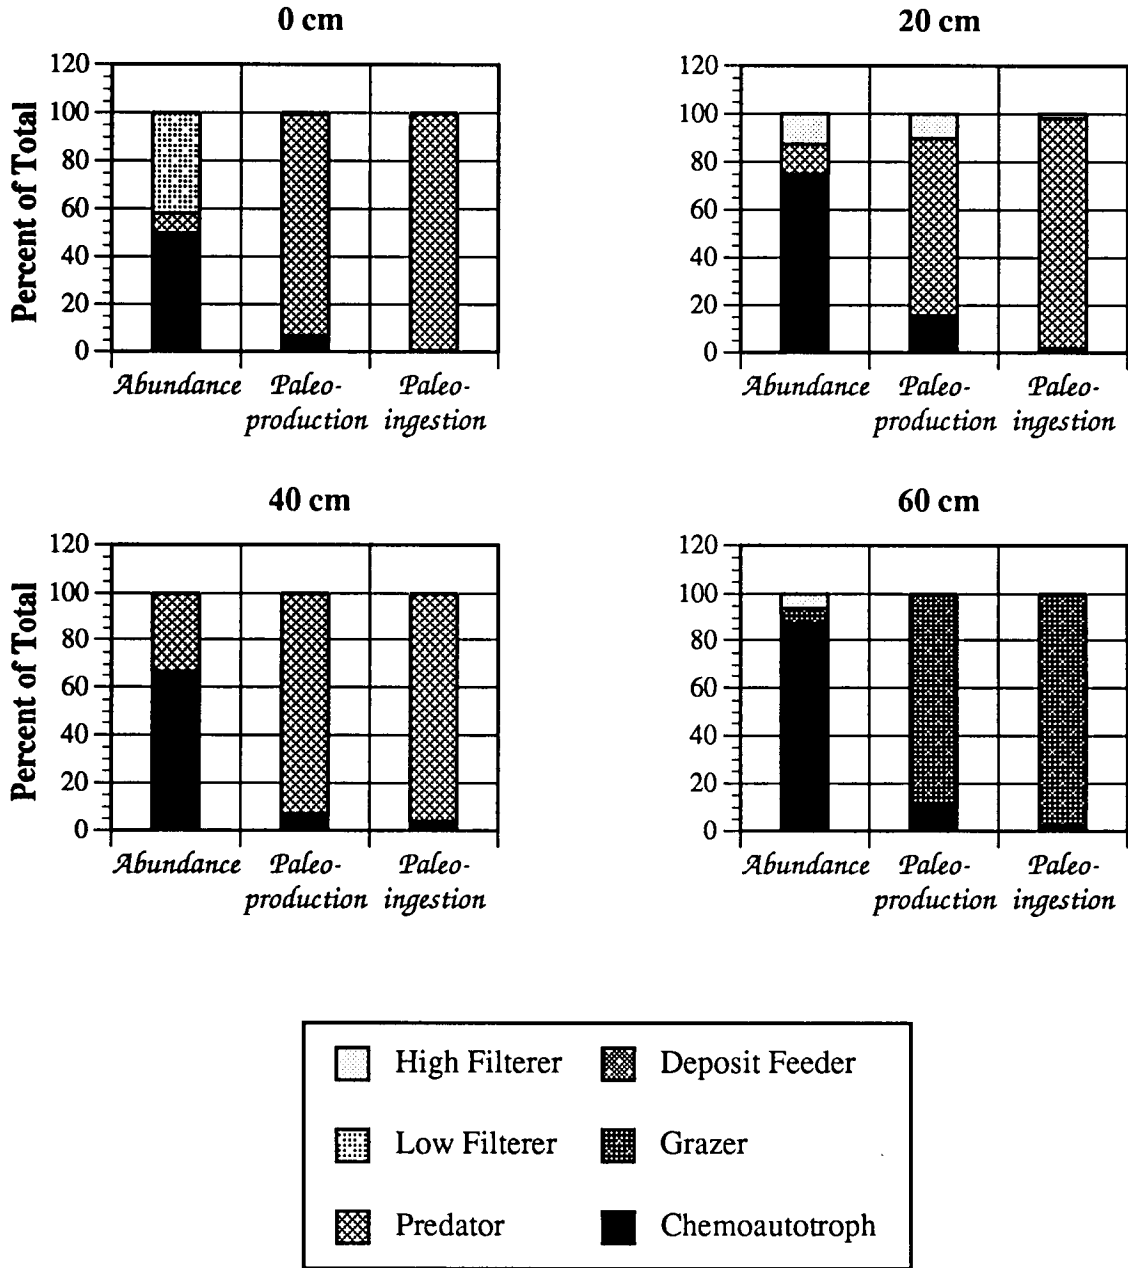 0 cm
20 cm
Percent of Total
120
100
80
60
40
20
0
Abundance Paleo- Paleo-
production ingestion
120
100
80
60
40
20
0
Abundance Paleo- Paleo-
production ingestion
40 cm
60 cm
Percent of Total
120
100
80
60
40
20
0
Abundance Paleo- Paleo-
production ingestion
120
100
80
60
40
20
0
Abundance Paleo- Paleo-
production ingestion
High Filterer Deposit Feeder
Low Filterer Grazer
Predator Chemoautotroph